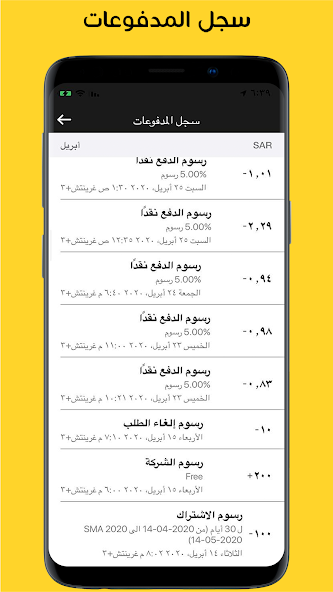 سجل المدفوعات
٦:٣٩
سجل المدفوعات
أبريل SAR
رسوم الدفع نقدًا
5.00% رسوم
-١,٠١
السبت ٢٥ أبريل، ٢٠٢٠ ١:٣٠ ص غرينتش+٣
رسوم الدفع نقدًا
5.00% رسوم
-٢,٢٩
السبت ٢٥ أبريل، ٢٠٢٠ ١٢:٣٥ ص غرينتش+٣
رسوم الدفع نقدًا
5.00% رسوم
-٠,٩٤
الجمعة ٢٤ أبريل، ٢٠٢٠ ٦:٤٠ م غرينتش+٣
رسوم الدفع نقدًا
5.00% رسوم
-٠,٩٨
الخميس ٢٣ أبريل، ٢٠٢٠ ١١:٠٠ م غرينتش+٣
رسوم الدفع نقدًا
5.00% رسوم
-٠,٨٣
الخميس ٢٣ أبريل، ٢٠٢٠ ١٠:٢١ م غرينتش+٣
رسوم إلغاء الطلب
-١٠
الأربعاء ١٥ أبريل، ٢٠٢٠ ٧:١٠ م غرينتش+٣
رسوم الشركة
Free
+٢٠٠
الأربعاء ١٥ أبريل، ٢٠٢٠ ١٢:١٥ م غرينتش+٣
رسوم الاشتراك
ل 30 أيام (من 2020-04-14 الى SMA 2020
-١٠٠
(14-05-2020
الثلاثاء ١٤ أبريل، ٢٠٢٠ ٨:٠٢ م غرينتش+٣